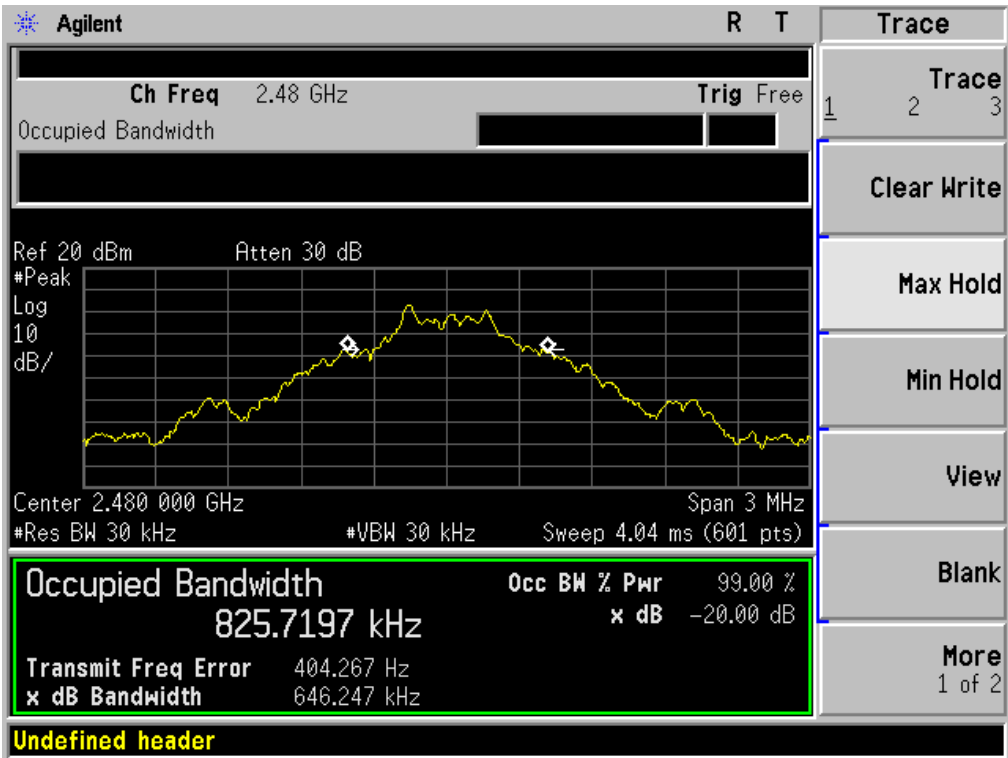 Agilent R T
Ch Freq 2.48 GHz Trig Free
Occupied Bandwidth
Ref 20 dBm Atten 30 dB
#Peak
Log
10
dB/
Center 2.480 000 GHz Span 3 MHz
#Res BW 30 kHz #VBW 30 kHz Sweep 4.04 ms (601 pts)
Occupied Bandwidth
825.7197 kHz
Occ BW % Pwr 99.00 %
x dB -20.00 dB
Transmit Freq Error 404.267 Hz
x dB Bandwidth 646.247 kHz
Undefined header
Trace
Trace
1 2 3
Clear Write
Max Hold
Min Hold
View
Blank
More
1 of 2